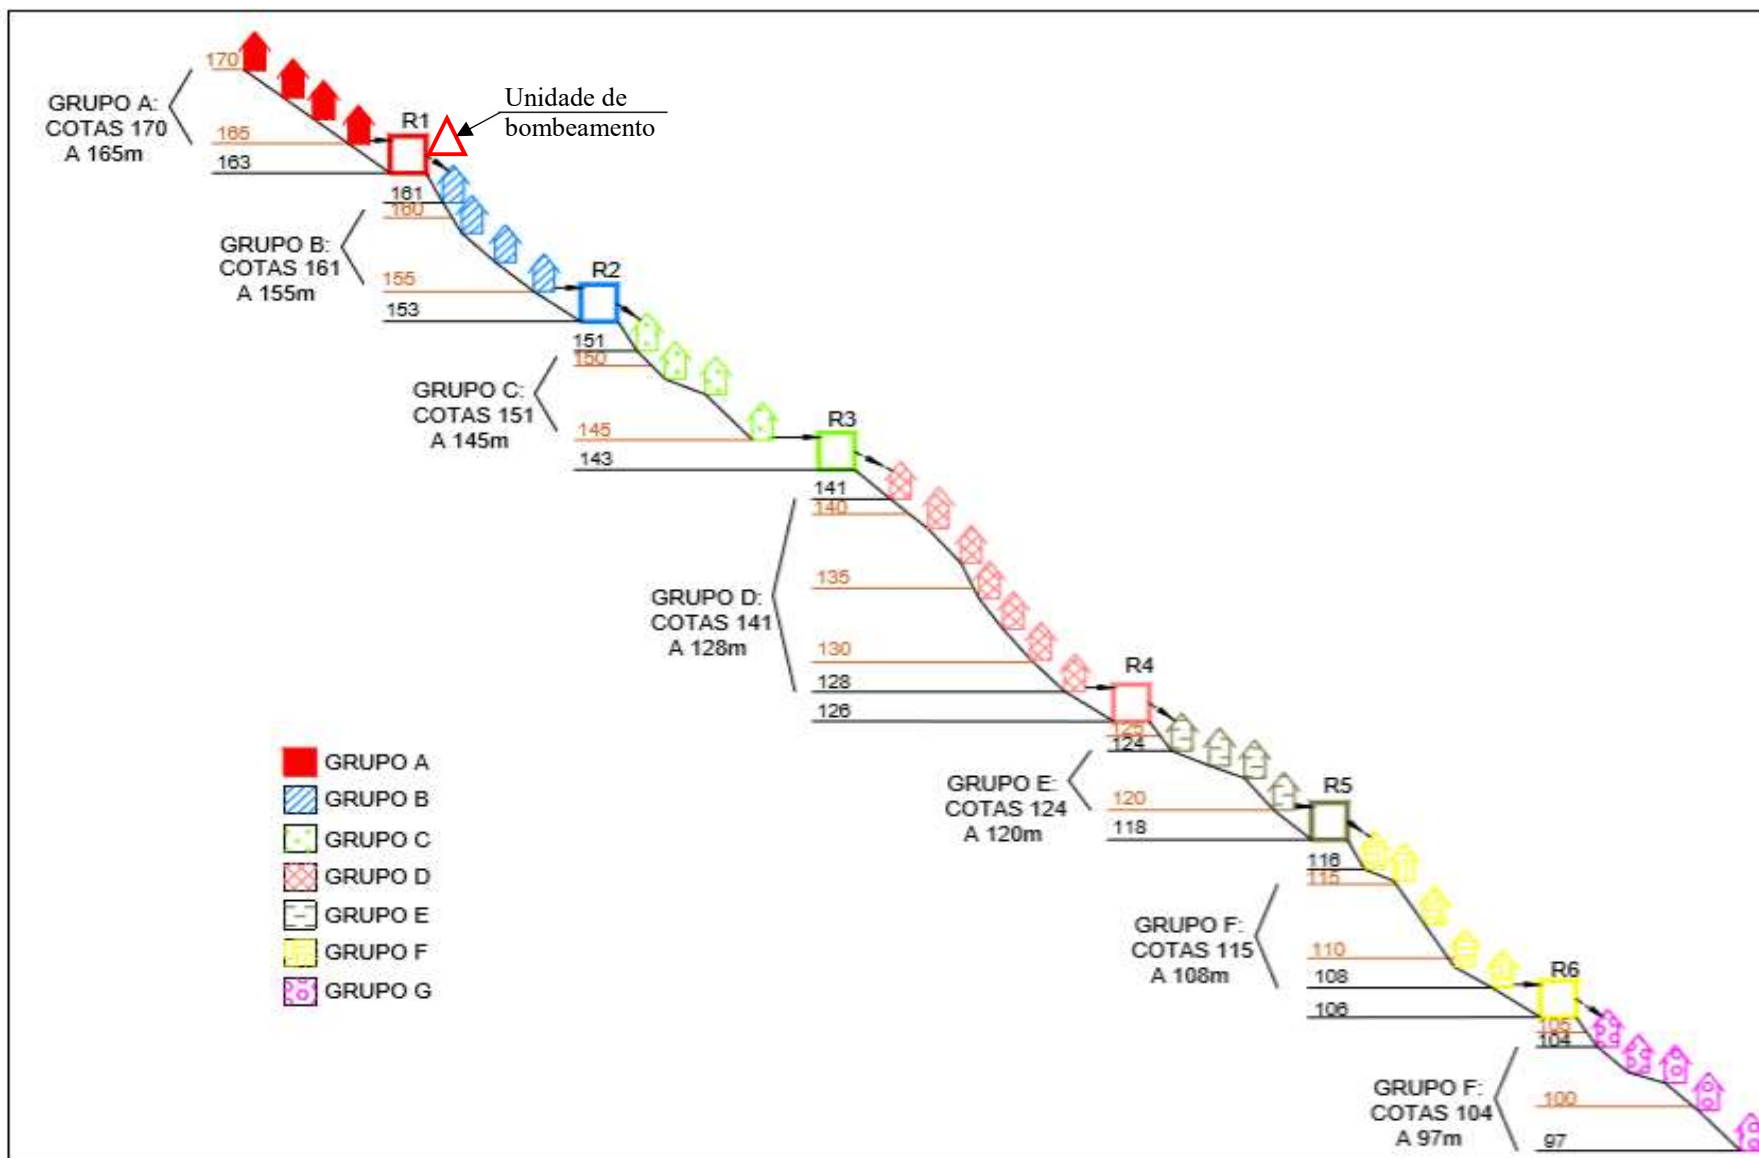 170
GRUPO A:
COTAS 170
A 165m
165
163
R1
Unidade de
bombeamento
161
160
GRUPO B:
COTAS 161
A 155m
155
153
R2
151
150
GRUPO C:
COTAS 151
A 145m
145
143
R3
141
140
135
GRUPO D:
COTAS 141
A 128m
130
128
126
R4
125
124
GRUPO E:
COTAS 124
A 120m
120
118
R5
116
115
GRUPO F:
COTAS 115
A 108m
110
108
106
R6
105
104
GRUPO F:
COTAS 104
A 97m
100
97
GRUPO A
GRUPO B
GRUPO C
GRUPO D
GRUPO E
GRUPO F
GRUPO G